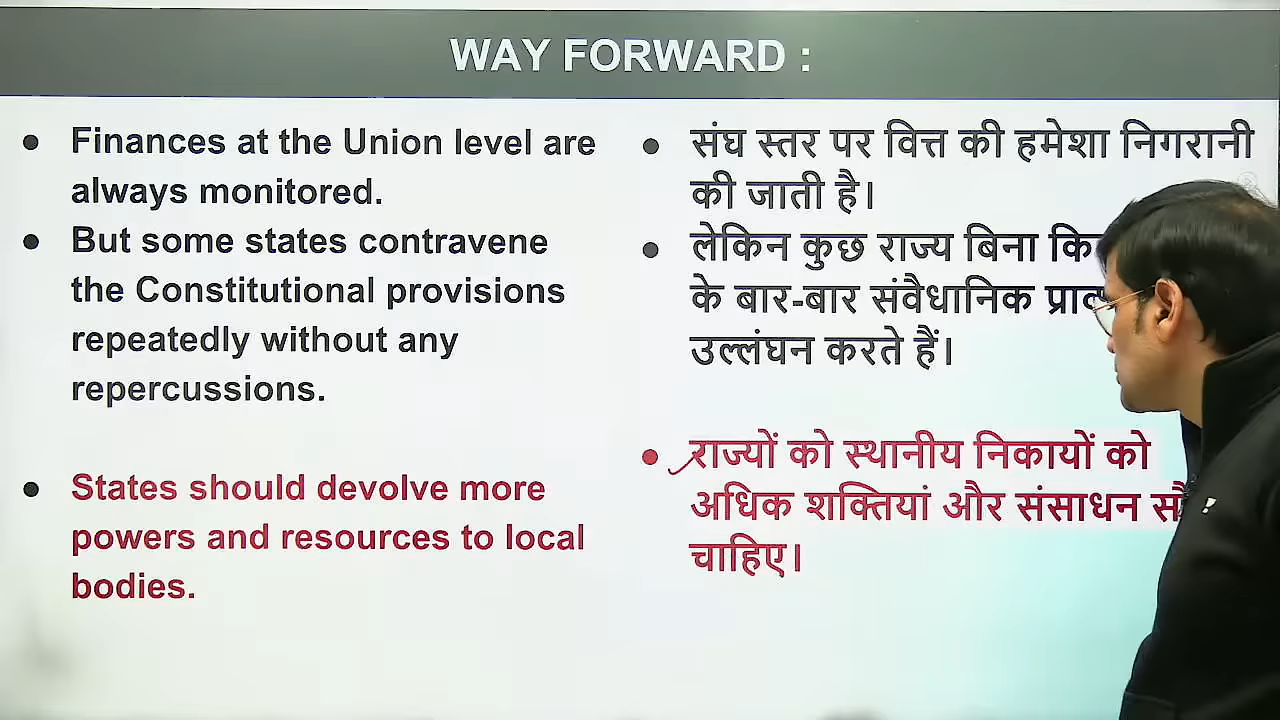 WAY FORWARD :
● Finances at the Union level are
always monitored.
● But some states contravene
the Constitutional provisions
repeatedly without any
repercussions.
● States should devolve more
powers and resources to local
bodies.
● संघ स्तर पर वित्त की हमेशा निगरानी
की जाती है।
● लेकिन कुछ राज्य बिना
के बार-बार संवैधानिक
उल्लंघन करते हैं।
● राज्यों को स्थानीय निकायों को
अधिक शक्तियां और संसाधन
चाहिए।